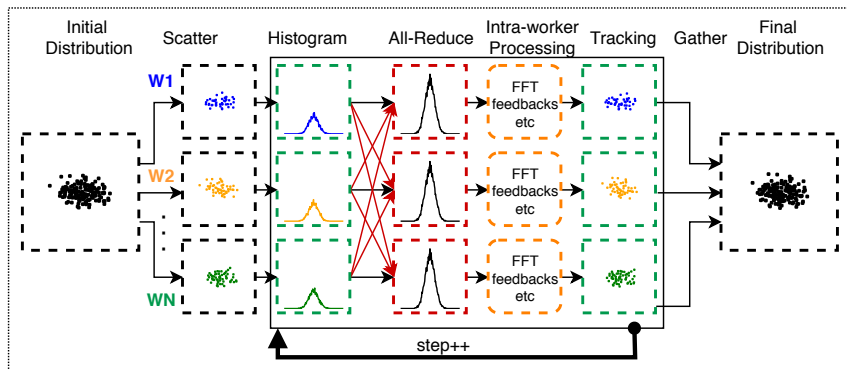 Initial
Distribution
Scatter
Histogram
All-Reduce
Intra-worker
Processing
Tracking
Gather
Final
Distribution
W1
FFT
feedbacks
etc
W2
FFT
feedbacks
etc
WN
FFT
feedbacks
etc
step++